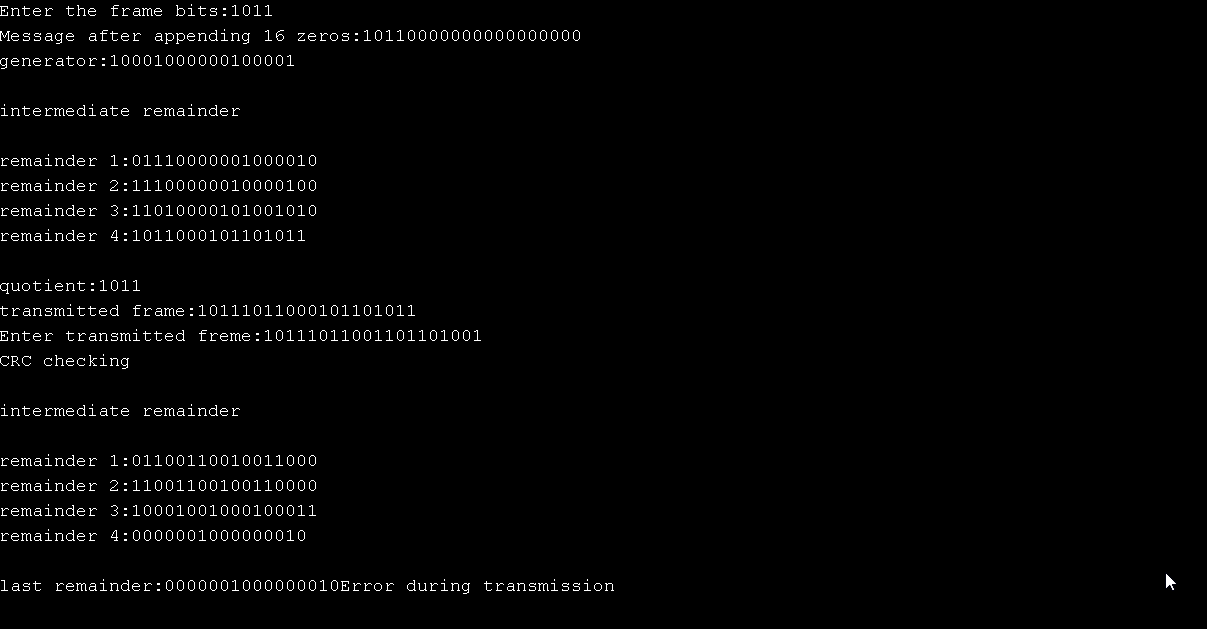 Enter the frame bits:1011
Message after appending 16 zeros:10110000000000000000
generator:10001000000100001
intermediate remainder
remainder 1:01110000001000010
remainder 2:11100000010000100
remainder 3:11010000101001010
remainder 4:1011000101101011
quotient:1011
transmitted frame:10111011000101101011
Enter transmitted freme:10111011001101101001
CRC checking
intermediate remainder
remainder 1:01100110010011000
remainder 2:11001100100110000
remainder 3:10001001000100011
remainder 4:0000001000000010
last remainder:0000001000000010Error during transmission